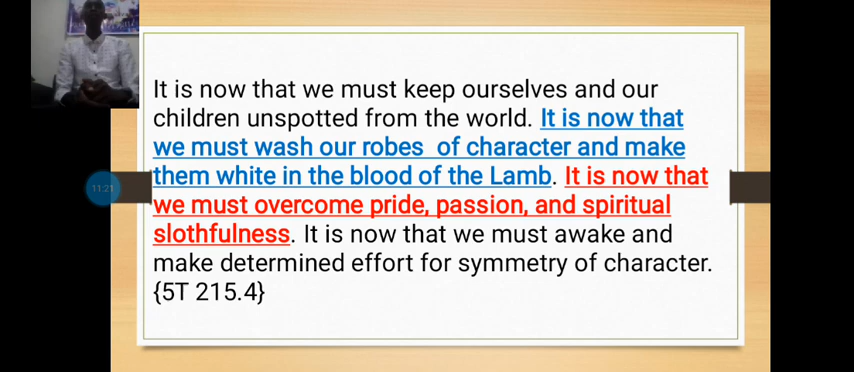 It is now that we must keep ourselves and our
children unspotted from the world. It is now that
we must wash our robes of character and make
them white in the blood of the Lamb. It is now that
we must overcome pride, passion, and spiritual
slothfulness. It is now that we must awake and
make determined effort for symmetry of character.
{5T 215.4}
11:21